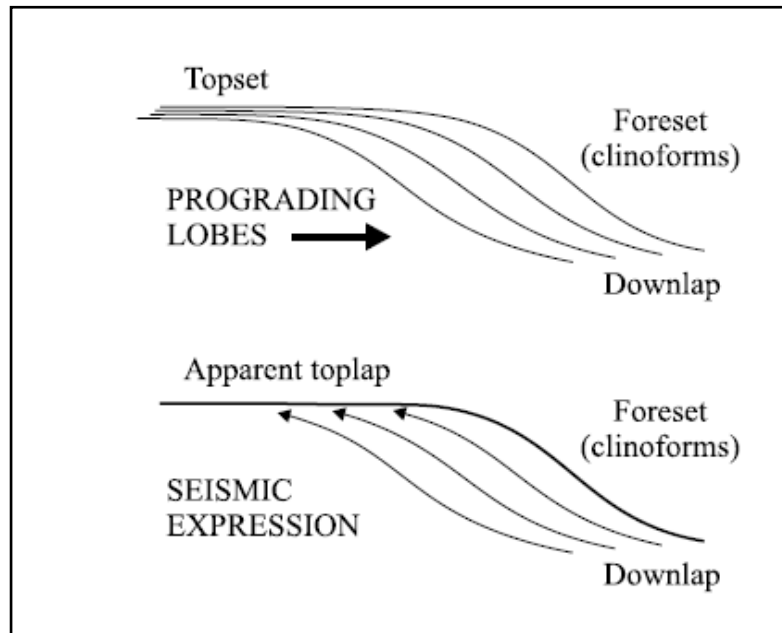 Topset
Foreset
(clinoforms)
PROGRADING
LOBES
Downlap
Apparent toplap
Foreset
(clinoforms)
SEISMIC
EXPRESSION
Downlap